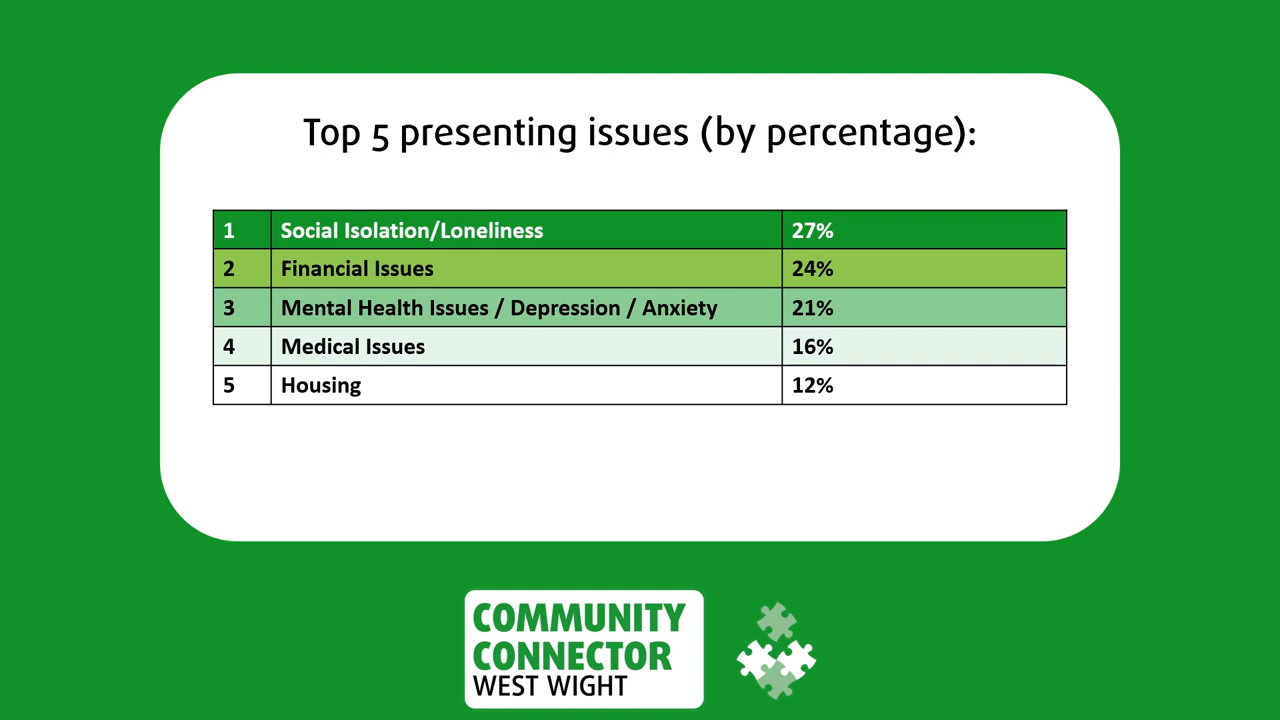 Top 5 presenting issues (by percentage):
1 Social Isolation/Loneliness 27%
2 Financial Issues 24%
3 Mental Health Issues / Depression / Anxiety 21%
4 Medical Issues 16%
5 Housing 12%
COMMUNITY
CONNECTOR
WEST WIGHT